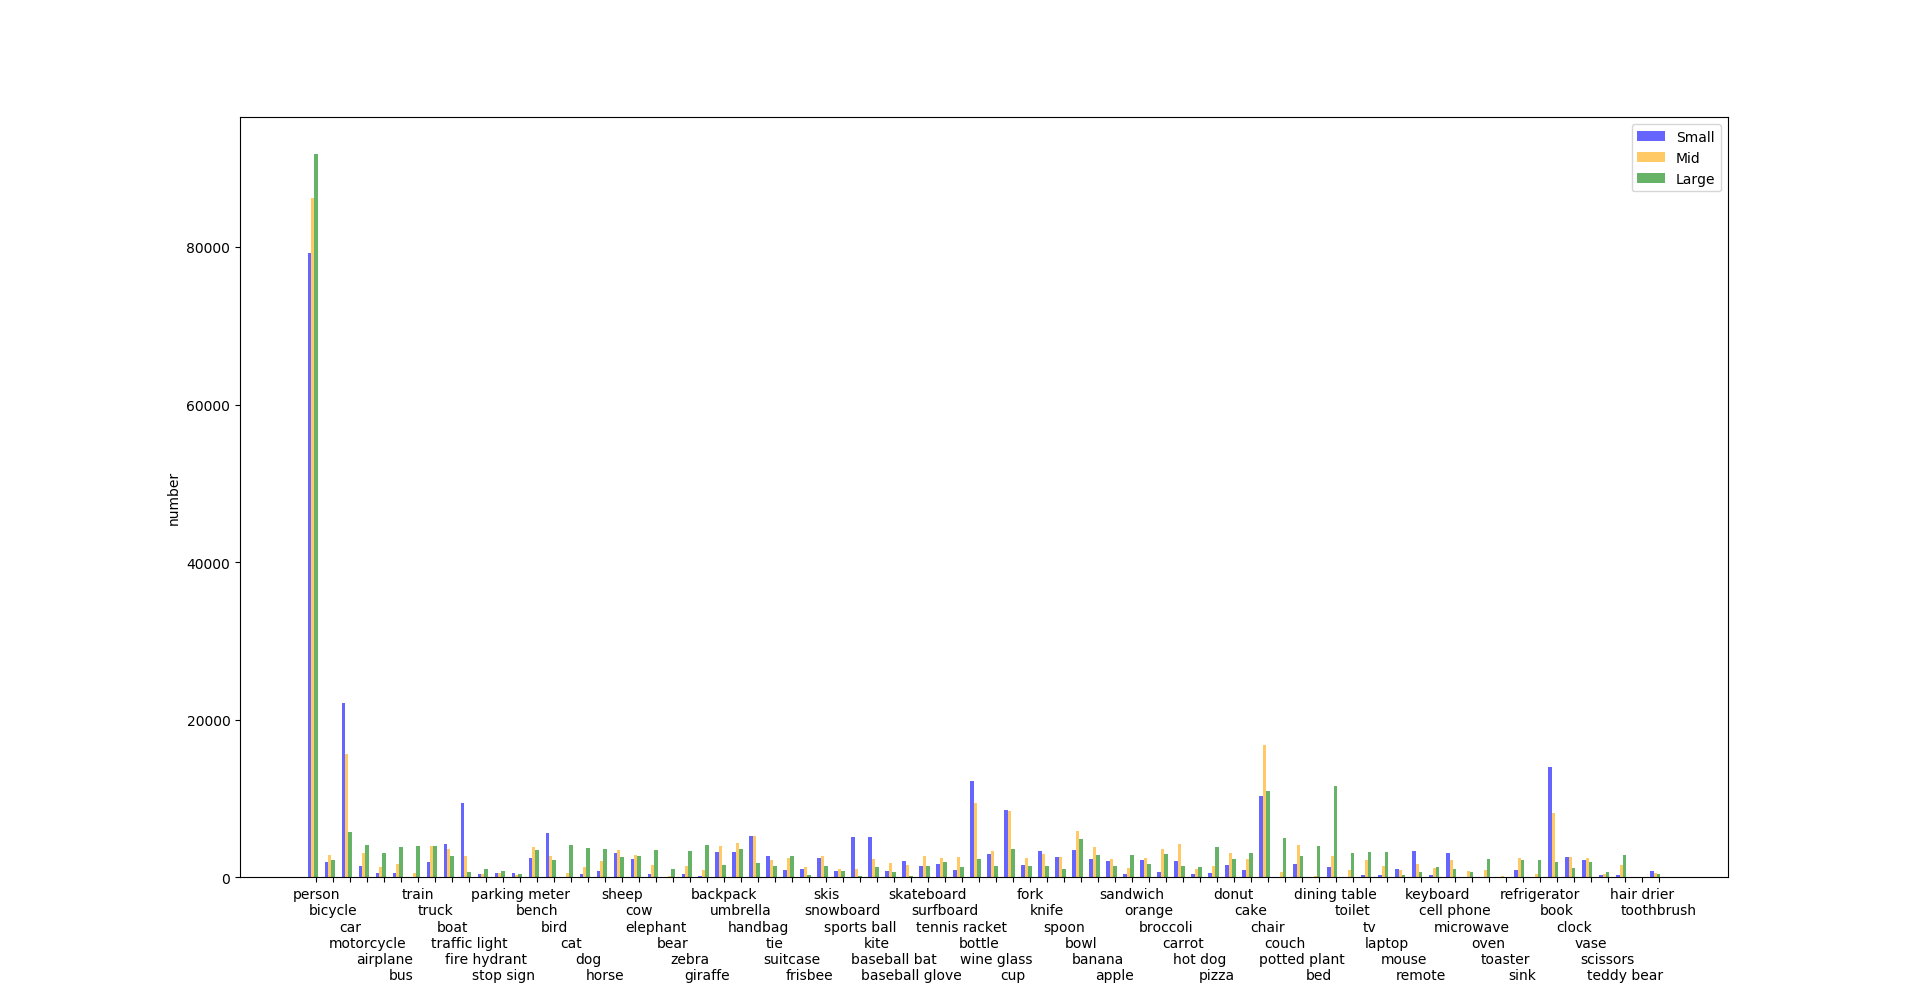 Small
Mid
Large
80000
60000
40000
20000
0
number
person train parking meter sheep backpack skis skateboard fork sandwich donut dining table keyboard refrigerator hair drier
bicycle truck bench cow umbrella snowboard surfboard knife orange cake toilet cell phone book toothbrush
car boat bird elephant handbag sports ball tennis racket spoon broccoli chair tv microwave clock
motorcycle traffic light cat bear tie kite bottle bowl carrot couch laptop oven vase
airplane fire hydrant dog zebra suitcase baseball bat wine glass banana hot dog potted plant mouse toaster scissors
bus stop sign horse giraffe frisbee baseball glove cup apple pizza bed remote sink teddy bear